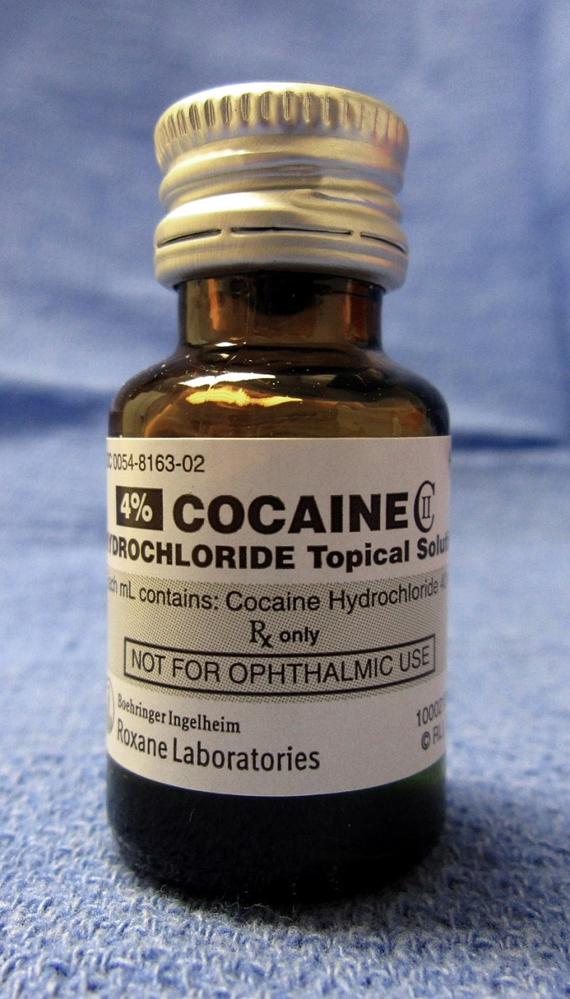 0054-8163-02
4% COCAINE CII
HYDROCHLORIDE Topical
mL contains: Cocaine Hydrochloride
Rx only
NOT FOR OPHTHALMIC USE
Boehringer Ingelheim
Roxane Laboratories
©